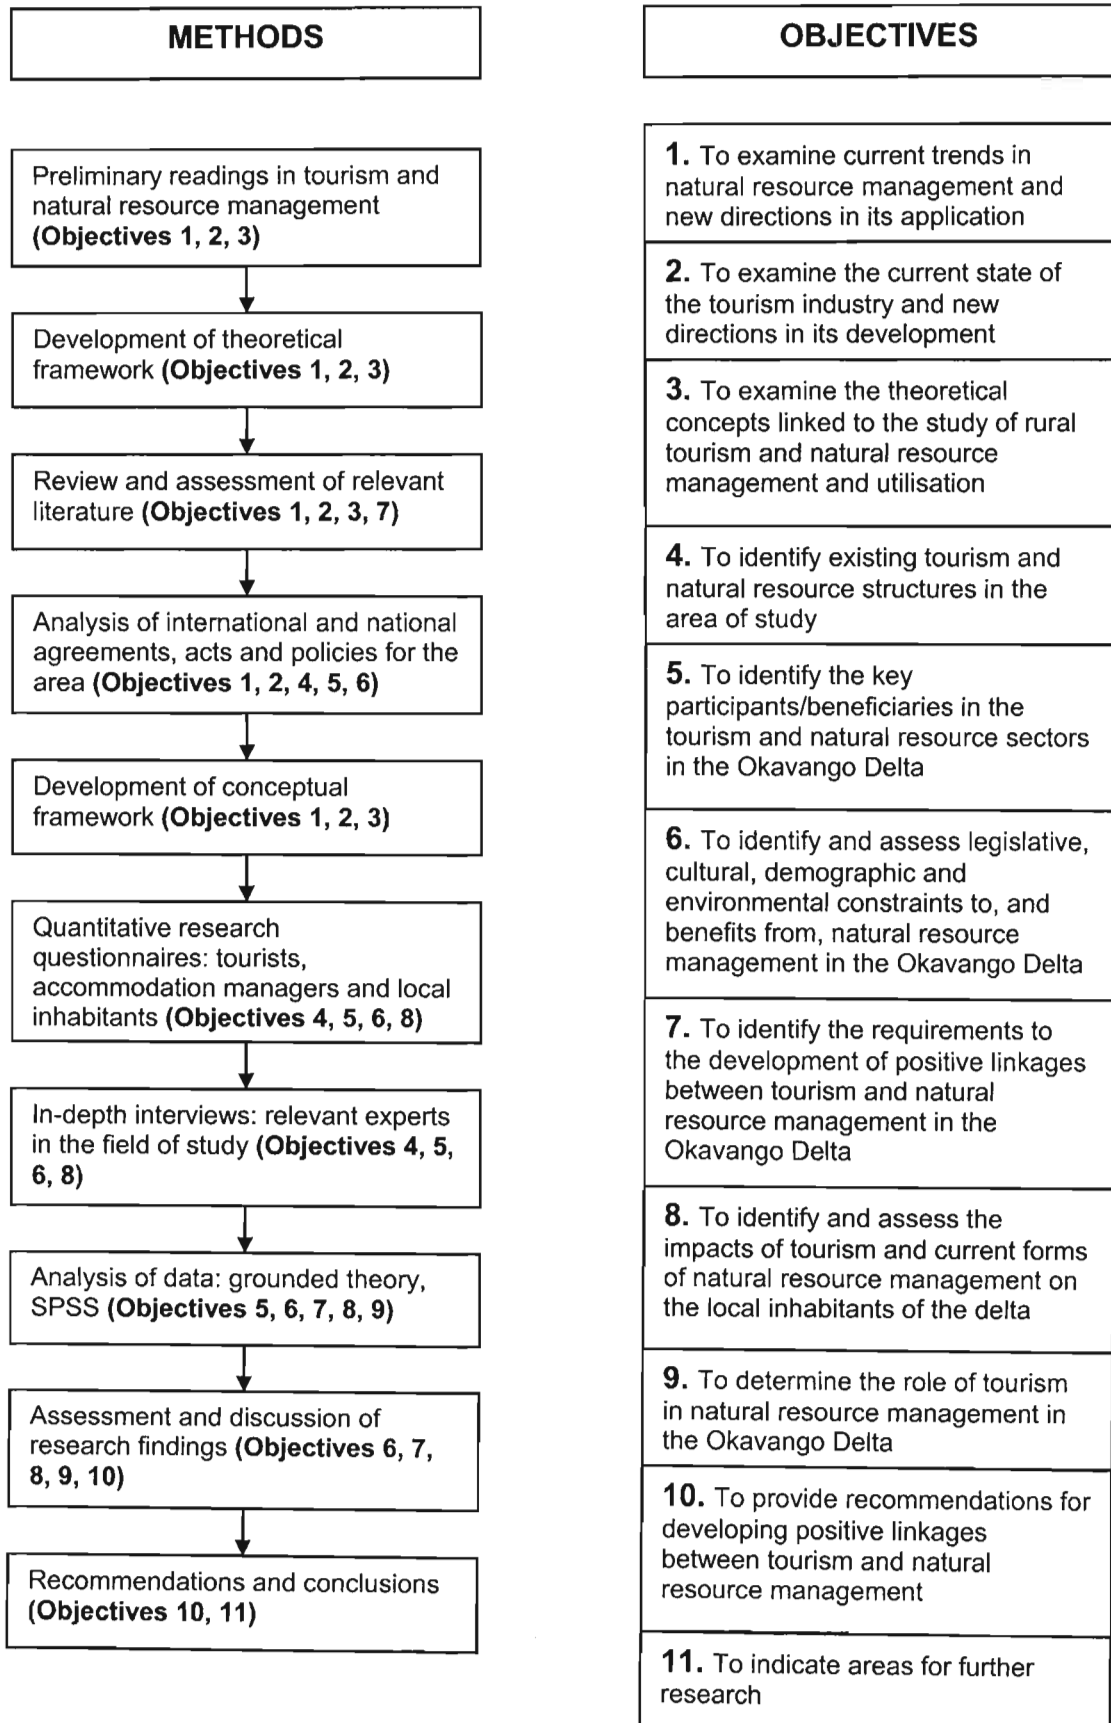 METHODS
Preliminary readings in tourism and
natural resource management
(Objectives 1, 2, 3)
Development of theoretical
framework (Objectives 1, 2, 3)
Review and assessment of relevant
literature (Objectives 1, 2, 3, 7)
Analysis of international and national
agreements, acts and policies for the
area (Objectives 1, 2, 4, 5, 6)
Development of conceptual
framework (Objectives 1, 2, 3)
Quantitative research
questionnaires: tourists,
accommodation managers and local
inhabitants (Objectives 4, 5, 6, 8)
In-depth interviews: relevant experts
in the field of study (Objectives 4, 5,
6, 8)
Analysis of data: grounded theory,
SPSS (Objectives 5, 6, 7, 8, 9)
Assessment and discussion of
research findings (Objectives 6, 7,
8, 9, 10)
Recommendations and conclusions
(Objectives 10, 11)
OBJECTIVES
1. To examine current trends in
natural resource management and
new directions in its application
2. To examine the current state of
the tourism industry and new
directions in its development
3. To examine the theoretical
concepts linked to the study of rural
tourism and natural resource
management and utilisation
4. To identify existing tourism and
natural resource structures in the
area of study
5. To identify the key
participants/beneficiaries in the
tourism and natural resource sectors
in the Okavango Delta
6. To identify and assess legislative,
cultural, demographic and
environmental constraints to, and
benefits from, natural resource
management in the Okavango Delta
7. To identify the requirements to
the development of positive linkages
between tourism and natural
resource management in the
Okavango Delta
8. To identify and assess the
impacts of tourism and current forms
of natural resource management on
the local inhabitants of the delta
9. To determine the role of tourism
in natural resource management in
the Okavango Delta
10. To provide recommendations for
developing positive linkages
between tourism and natural
resource management
11. To indicate areas for further
research